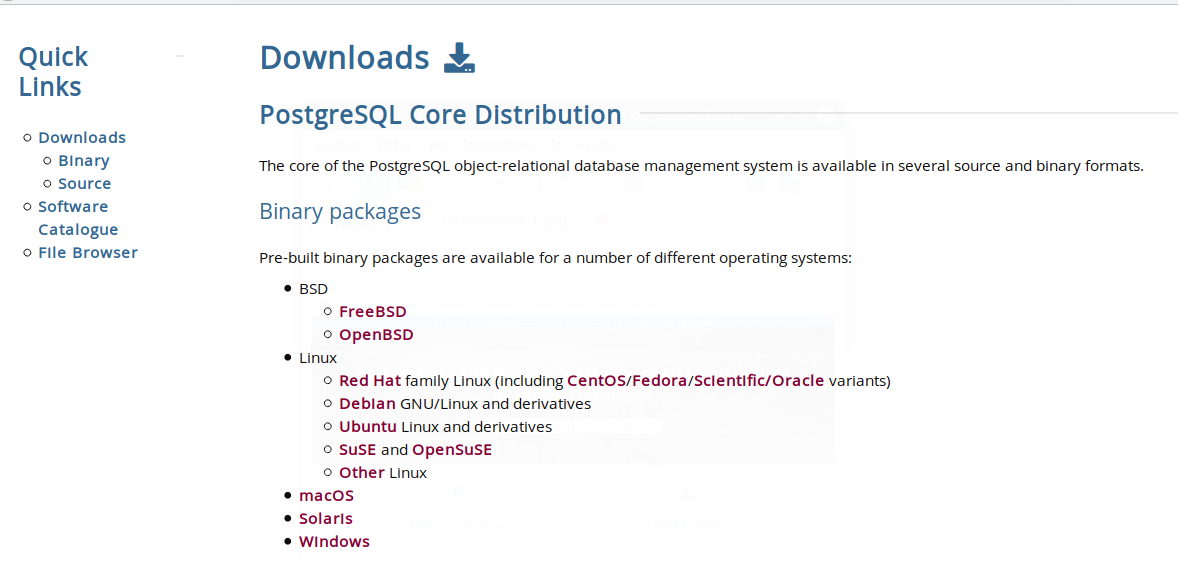 Quick
Links
Downloads
Binary
Source
Software
Catalogue
File Browser
Downloads
PostgreSQL Core Distribution
The core of the PostgreSQL object-relational database management system is available in several source and binary formats.
Binary packages
Pre-built binary packages are available for a number of different operating systems:
BSD
FreeBSD
OpenBSD
Linux
Red Hat family Linux (including CentOS/Fedora/Scientific/Oracle variants)
Debian GNU/Linux and derivatives
Ubuntu Linux and derivatives
SuSE and OpenSuSE
Other Linux
macOS
Solaris
Windows